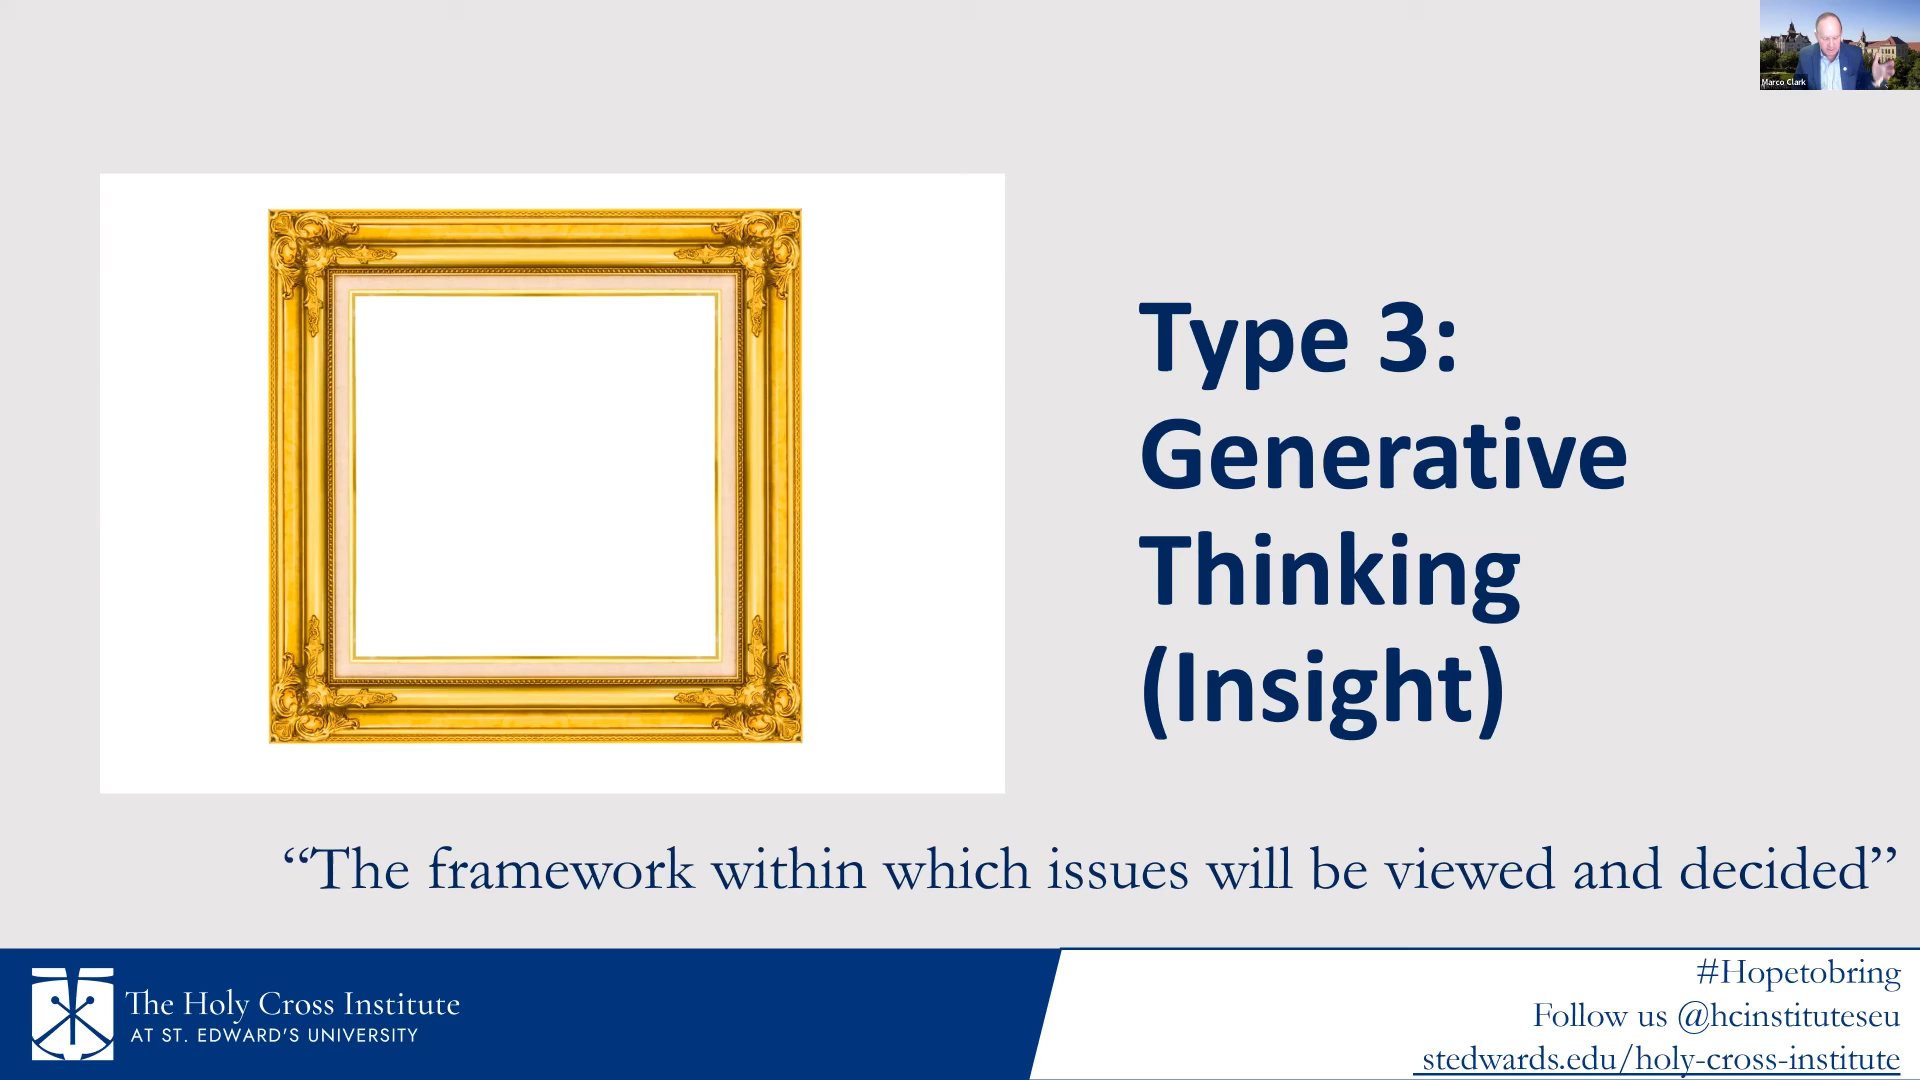 Marco Clark
Type 3:
Generative
Thinking
(Insight)
“The framework within which issues will be viewed and decided”
The Holy Cross Institute
AT ST. EDWARD’S UNIVERSITY
#Hopetobring
Follow us @hcinstituteseu
stedwards.edu/holy-cross-institute